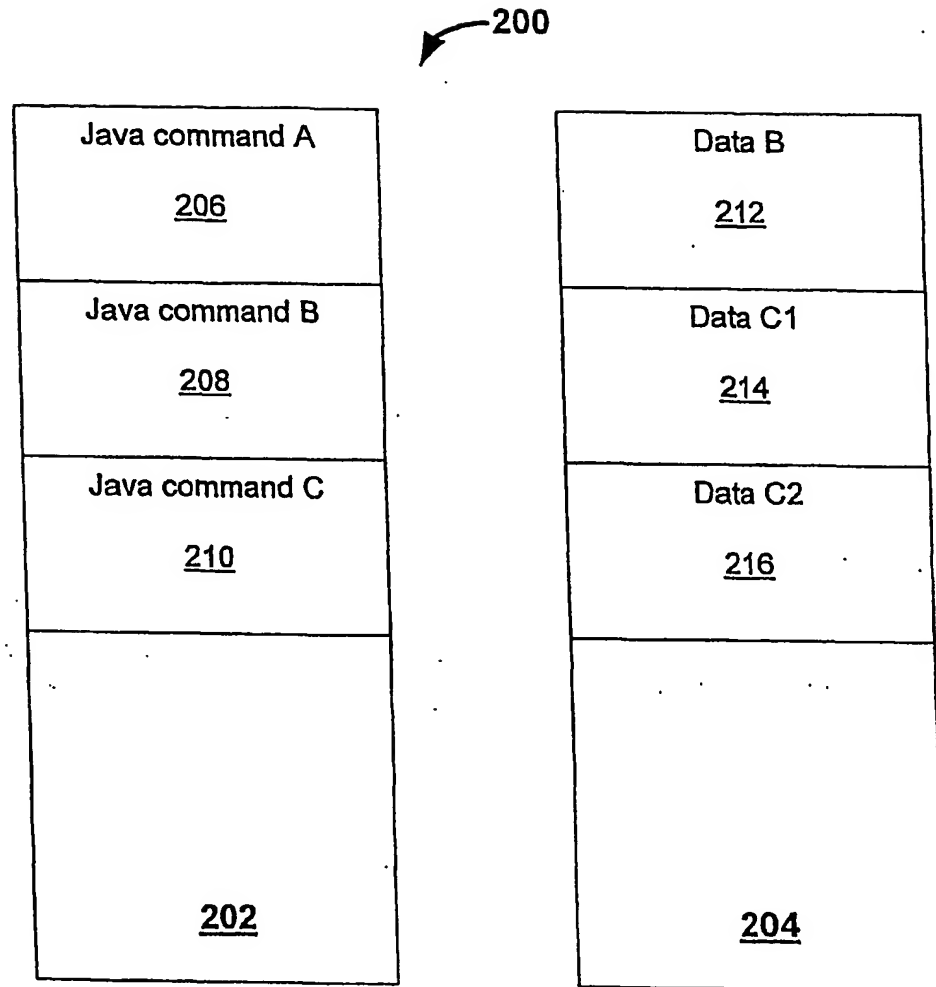 200
Java command A
206
Java command B
208
Java command C
210
202
Data B
212
Data C1
214
Data C2
216
204